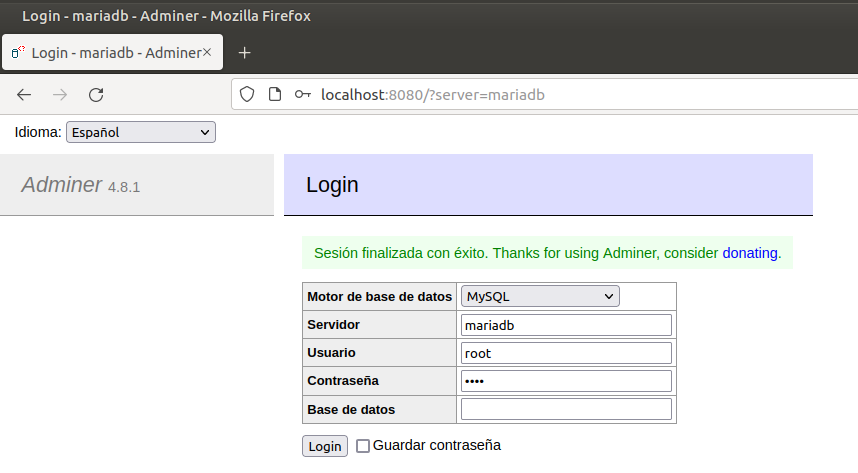 Login - mariadb - Adminer - Mozilla Firefox
Login - mariadb - Adminer
localhost:8080/?server=mariadb
Idioma: Español
Adminer 4.8.1
Login
Sesión finalizada con éxito. Thanks for using Adminer, consider donating.
Motor de base de datos MySQL
Servidor mariadb
Usuario root
Contraseña ••••
Base de datos
Login Guardar contraseña